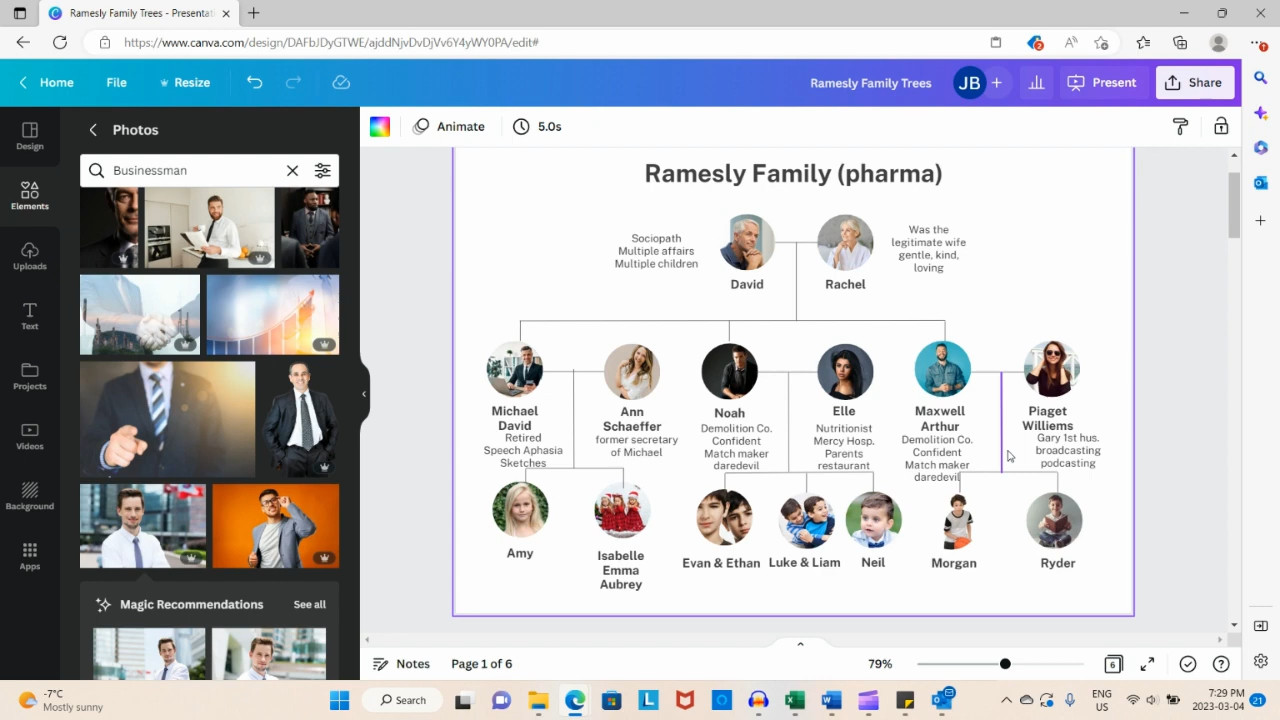 Ramesly Family Trees - Presentati
https://www.canva.com/design/DAFbJDyGTWE/ajddNjvDvDjVv6Y4yWY0PA/edit#
2
Home
File
Resize
Ramesly Family Trees
JB
Present
Share
Design
Elements
Uploads
Text
Projects
Videos
Background
Apps
Photos
Businessman
Magic Recommendations
See all
Animate
5.0s
Ramesly Family (pharma)
Sociopath
Multiple affairs
Multiple children
Was the
legitimate wife
gentle, kind,
loving
David
Rachel
Michael
David
Retired
Speech Aphasia
Sketches
Ann
Schaeffer
former secretary
of Michael
Noah
Demolition Co.
Confident
Match maker
daredevil
Elle
Nutritionist
Mercy Hosp.
Parents
restaurant
Maxwell
Arthur
Demolition Co.
Confident
Match maker
daredevil
Piaget
Williems
Gary 1st hus.
broadcasting
podcasting
Amy
Isabelle
Emma
Aubrey
Evan & Ethan
Luke & Liam
Neil
Morgan
Ryder
Notes
Page 1 of 6
79%
6
-7°C
Mostly sunny
Search
ENG
US
7:29 PM
2023-03-04
21